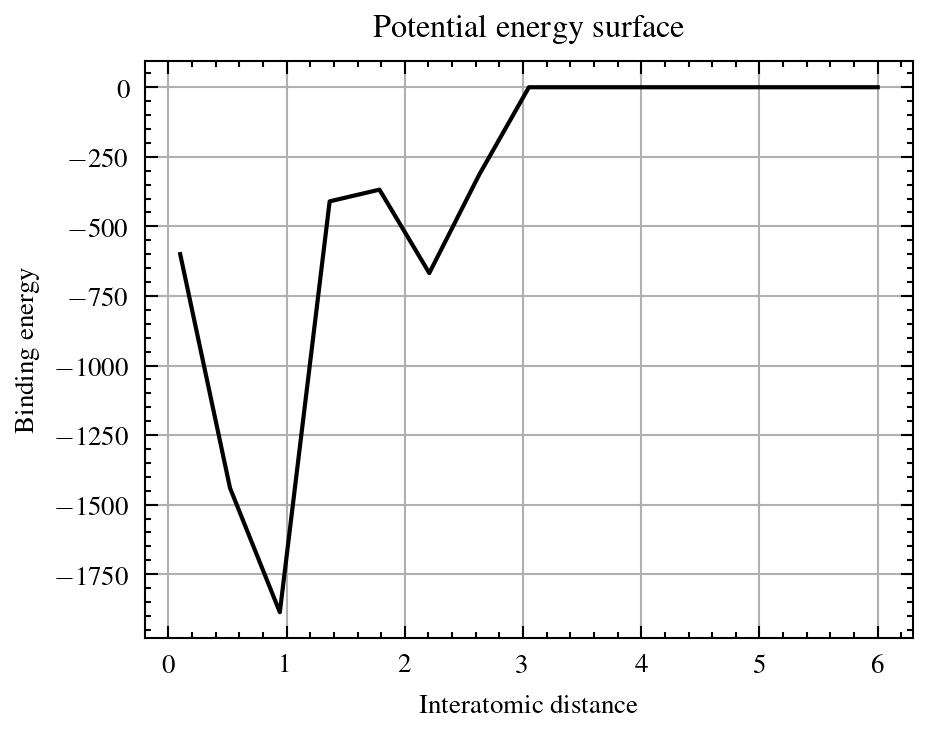 Potential energy surface
Binding energy
0
−250
−500
−750
−1000
−1250
−1500
−1750
0 1 2 3 4 5 6
Interatomic distance